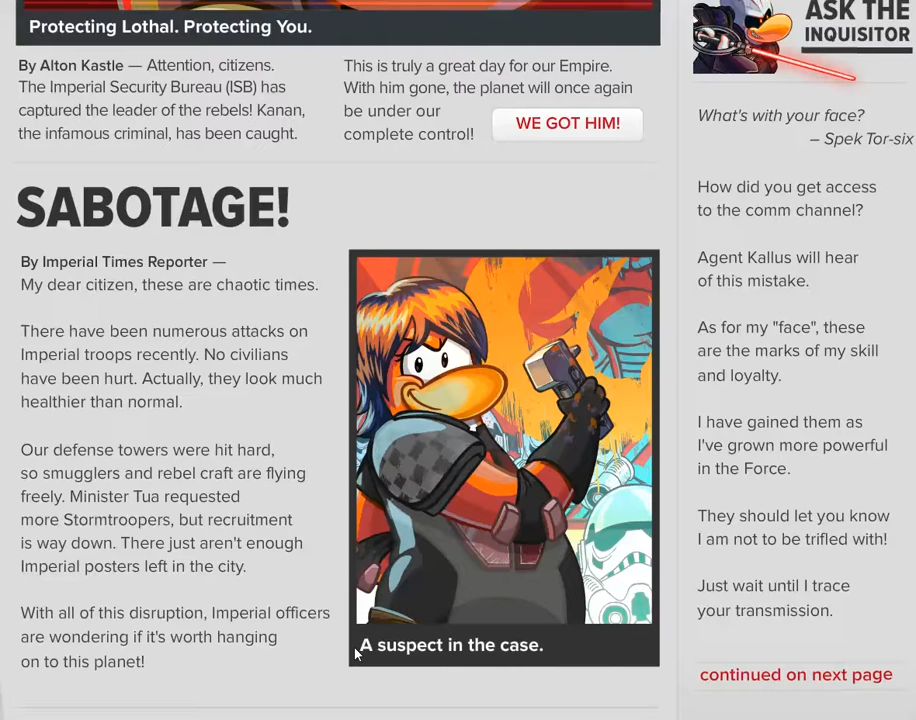 Protecting Lothal. Protecting You.
By Alton Kastle — Attention, citizens.
The Imperial Security Bureau (ISB) has
captured the leader of the rebels! Kanan,
the infamous criminal, has been caught.
This is truly a great day for our Empire.
With him gone, the planet will once again
be under our
complete control!
WE GOT HIM!
SABOTAGE!
By Imperial Times Reporter —
My dear citizen, these are chaotic times.
There have been numerous attacks on
Imperial troops recently. No civilians
have been hurt. Actually, they look much
healthier than normal.
Our defense towers were hit hard,
so smugglers and rebel craft are flying
freely. Minister Tua requested
more Stormtroopers, but recruitment
is way down. There just aren't enough
Imperial posters left in the city.
With all of this disruption, Imperial officers
are wondering if it's worth hanging
on to this planet!
A suspect in the case.
ASK THE
INQUISITOR
What's with your face?
– Spek Tor-six
How did you get access
to the comm channel?
Agent Kallus will hear
of this mistake.
As for my "face", these
are the marks of my skill
and loyalty.
I have gained them as
I've grown more powerful
in the Force.
They should let you know
I am not to be trifled with!
Just wait until I trace
your transmission.
continued on next page